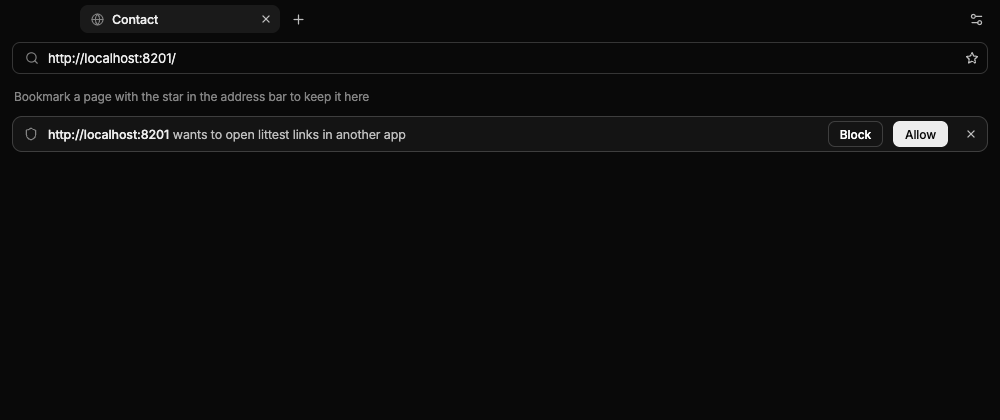 Contact
http://localhost:8201/
Bookmark a page with the star in the address bar to keep it here
http://localhost:8201 wants to open littest links in another app
Block
Allow